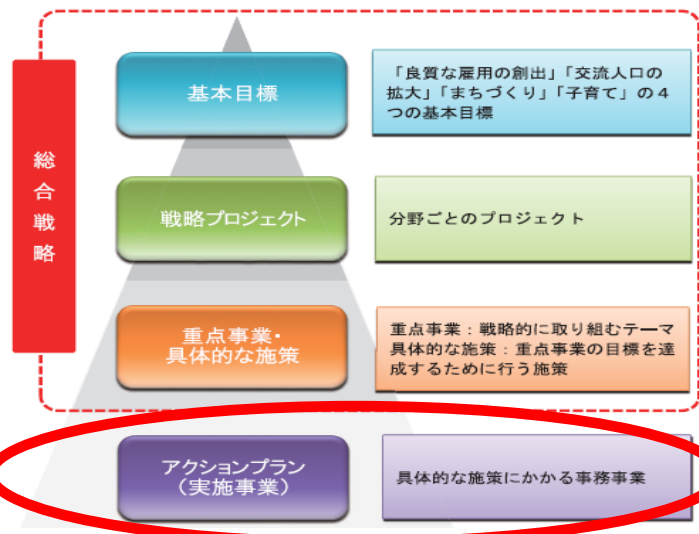 総合戦略
基本目標
「良質な雇用の創出」「交流人口の
拡大」「まちづくり」「子育て」の４
つの基本目標
戦略プロジェクト
分野ごとのプロジェクト
重点事業・
具体的な施策
重点事業：戦略的に取り組むテーマ
具体的な施策：重点事業の目標を達
成するために行う施策
アクションプラン
（実施事業）
具体的な施策にかかる事務事業